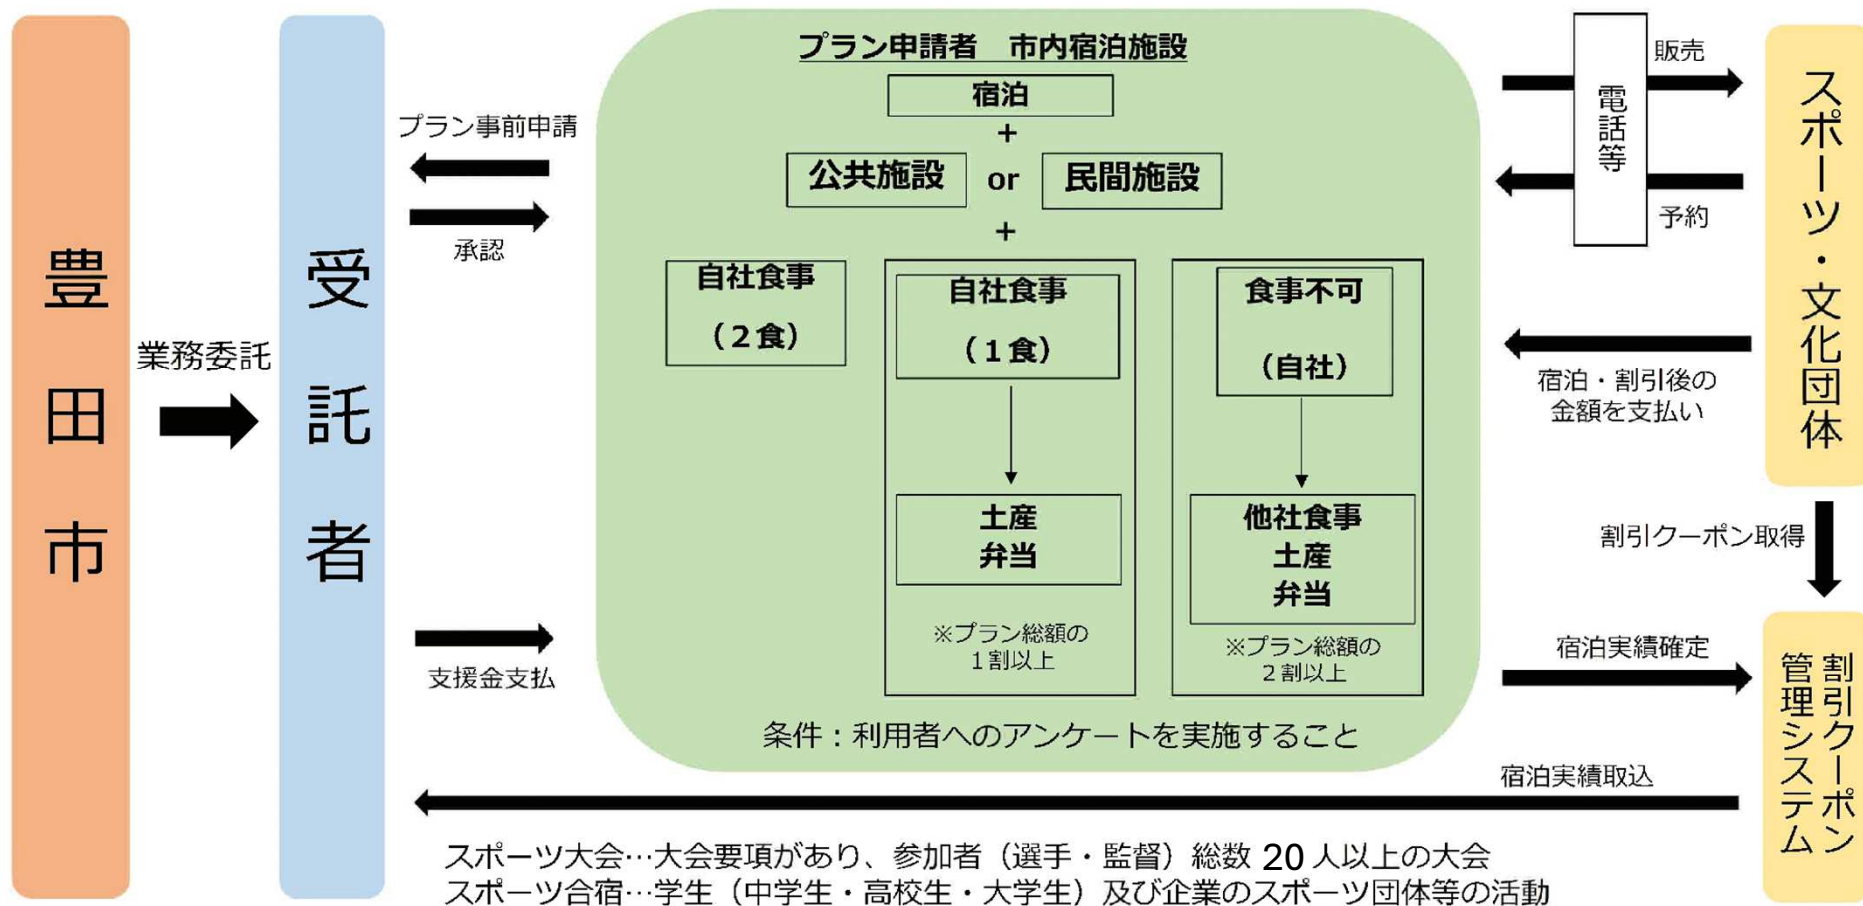 豊田市
業務委託
受託者
プラン事前申請
承認
支援金支払
プラン申請者　市内宿泊施設
宿泊
+
公共施設 or 民間施設
+
自社食事
（２食）
自社食事
（１食）
土産
弁当
※プラン総額の
１割以上
食事不可
（自社）
他社食事
土産
弁当
※プラン総額の
２割以上
条件：利用者へのアンケートを実施すること
販売
電話等
予約
宿泊・割引後の
金額を支払い
スポーツ・文化団体
割引クーポン取得
宿泊実績確定
割引クーポン
管理システム
宿泊実績取込
スポーツ大会…大会要項があり、参加者（選手・監督）総数 20 人以上の大会
スポーツ合宿…学生（中学生・高校生・大学生）及び企業のスポーツ団体等の活動